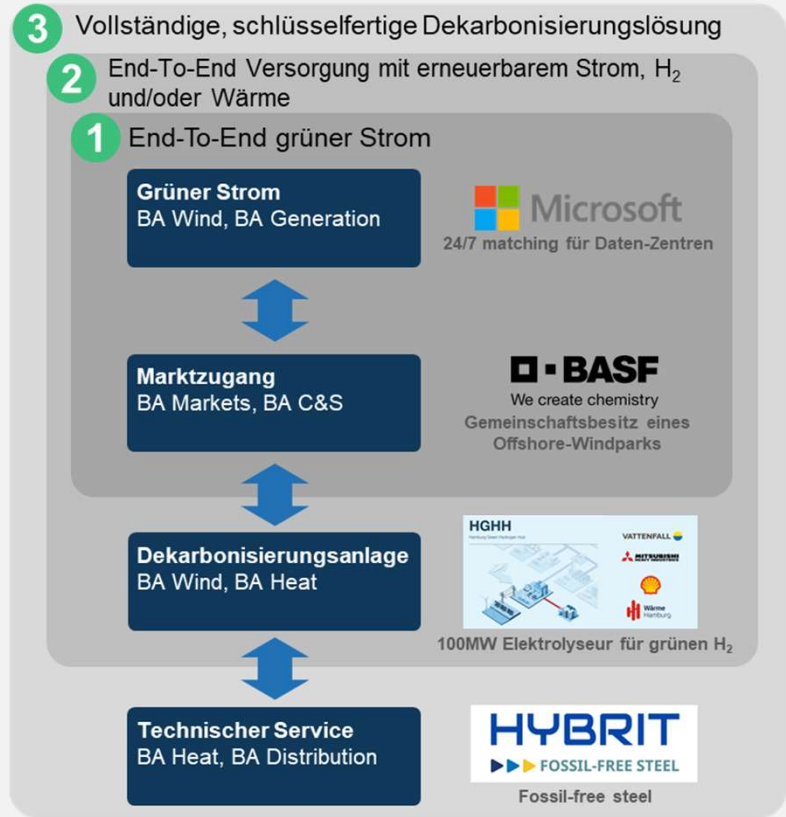 3 Vollständige, schlüsselfertige Dekarbonisierungslösung
2 End-To-End Versorgung mit erneuerbarem Strom, H₂
und/oder Wärme
1 End-To-End grüner Strom
Grüner Strom
BA Wind, BA Generation
Microsoft
24/7 matching für Daten-Zentren
Marktzugang
BA Markets, BA C&S
BASF
We create chemistry
Gemeinschaftsbesitz eines
Offshore-Windparks
Dekarbonisierungsanlage
BA Wind, BA Heat
HGHH
Hamburg Green Hydrogen Hub
VATTENFALL
MITSUBISHI
HEAVY INDUSTRIES
Wärme
Hamburg
100MW Elektrolyseur für grünen H₂
Technischer Service
BA Heat, BA Distribution
HYBRIT
FOSSIL-FREE STEEL
Fossil-free steel